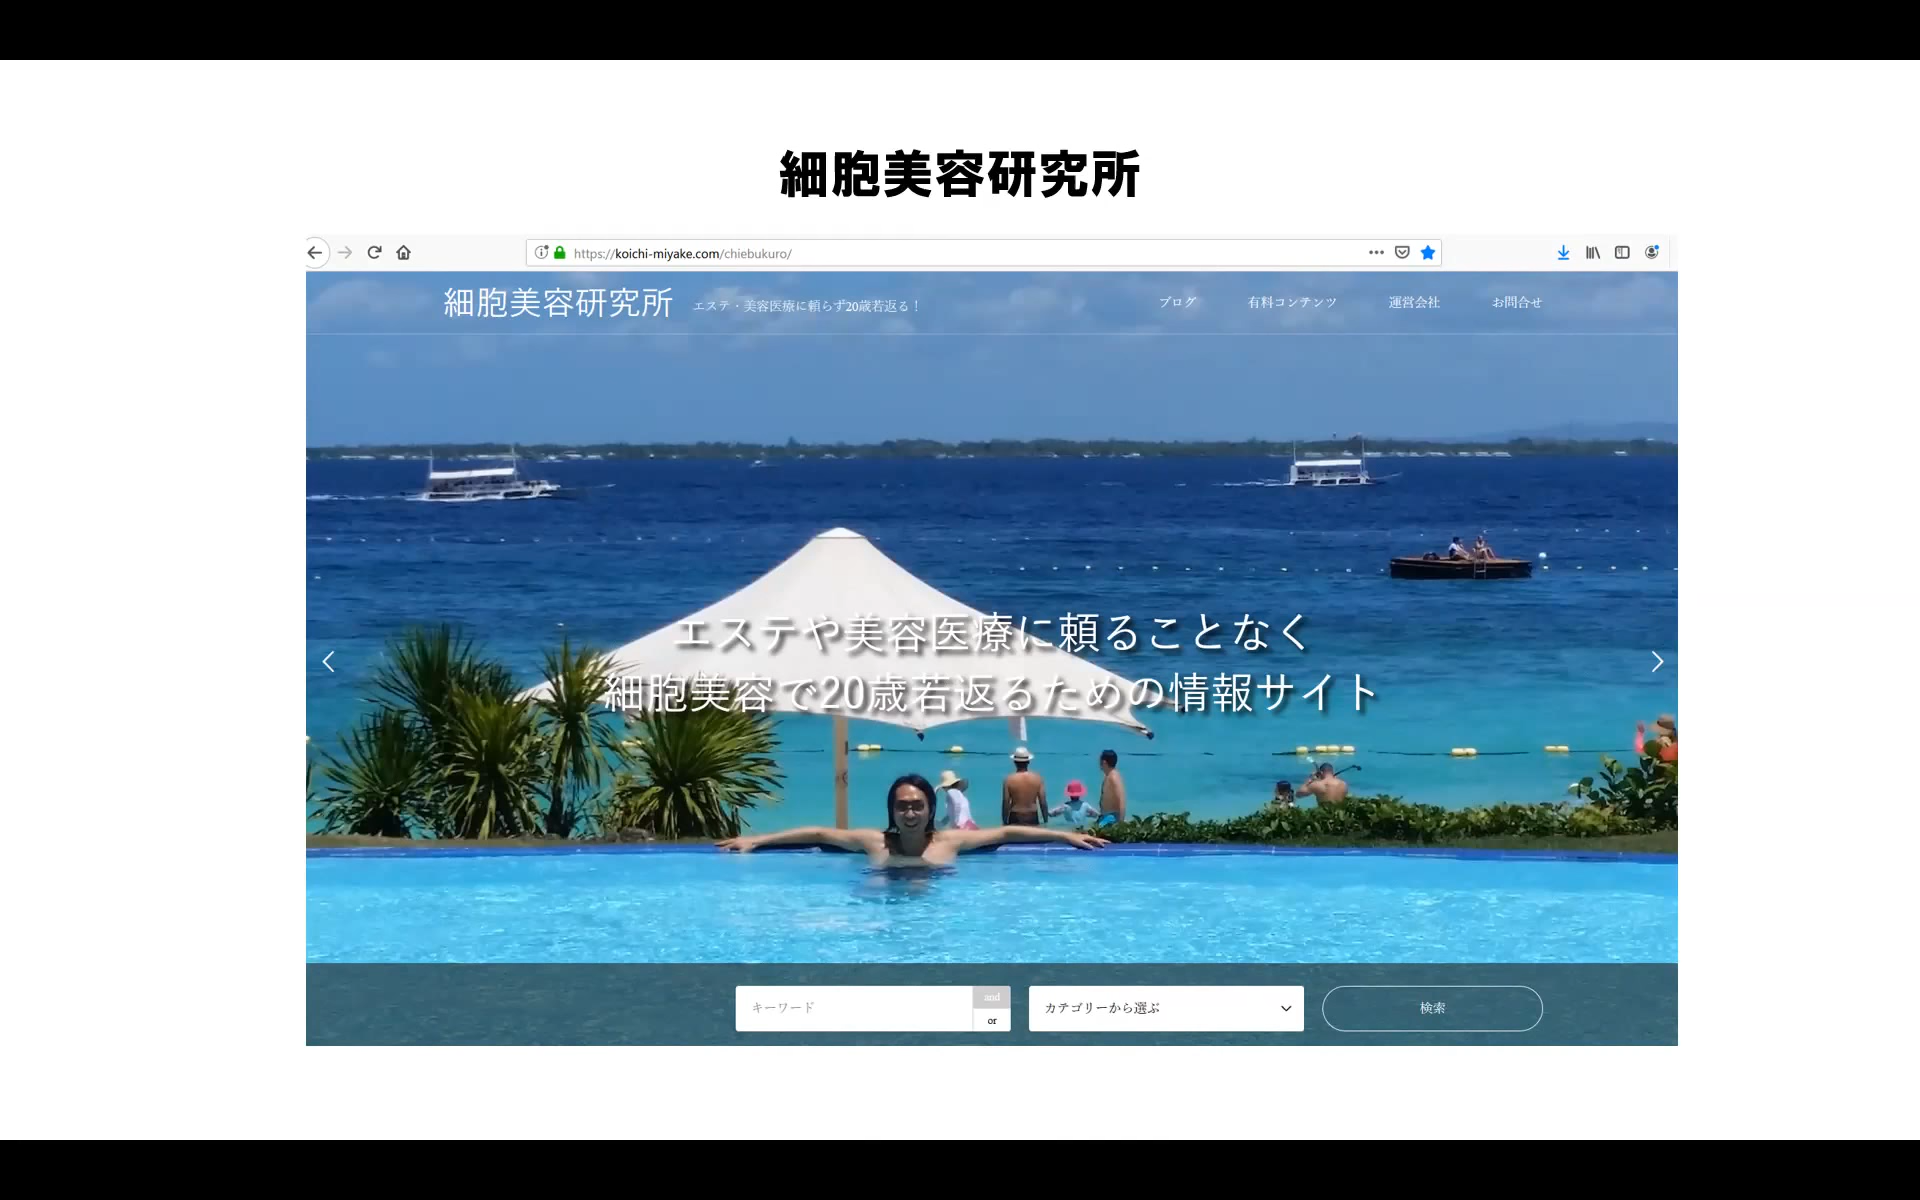 細胞美容研究所
https://koichi-miyake.com/chiebukuro/
細胞美容研究所 エステ・美容医療に頼らず20歳若返る！ ブログ 有料コンテンツ 運営会社 お問合せ
エステや美容医療に頼ることなく
細胞美容で20歳若返るための情報サイト
キーワード and or カテゴリーから選ぶ 検索